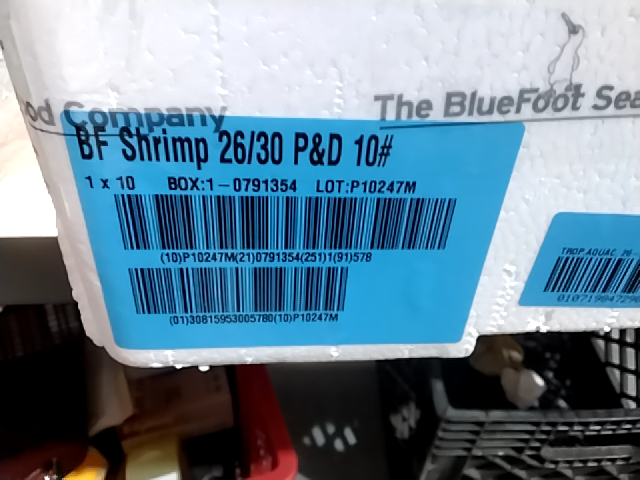 od Company
The BlueFoot Sea
BF Shrimp 26/30 P&D 10#
1 x 10 BOX:1-0791354 LOT:P10247M
(10)P10247M(21)0791354(251)1(91)578
(01)30815953005780(10)P10247M
TROP AQUAC 26-